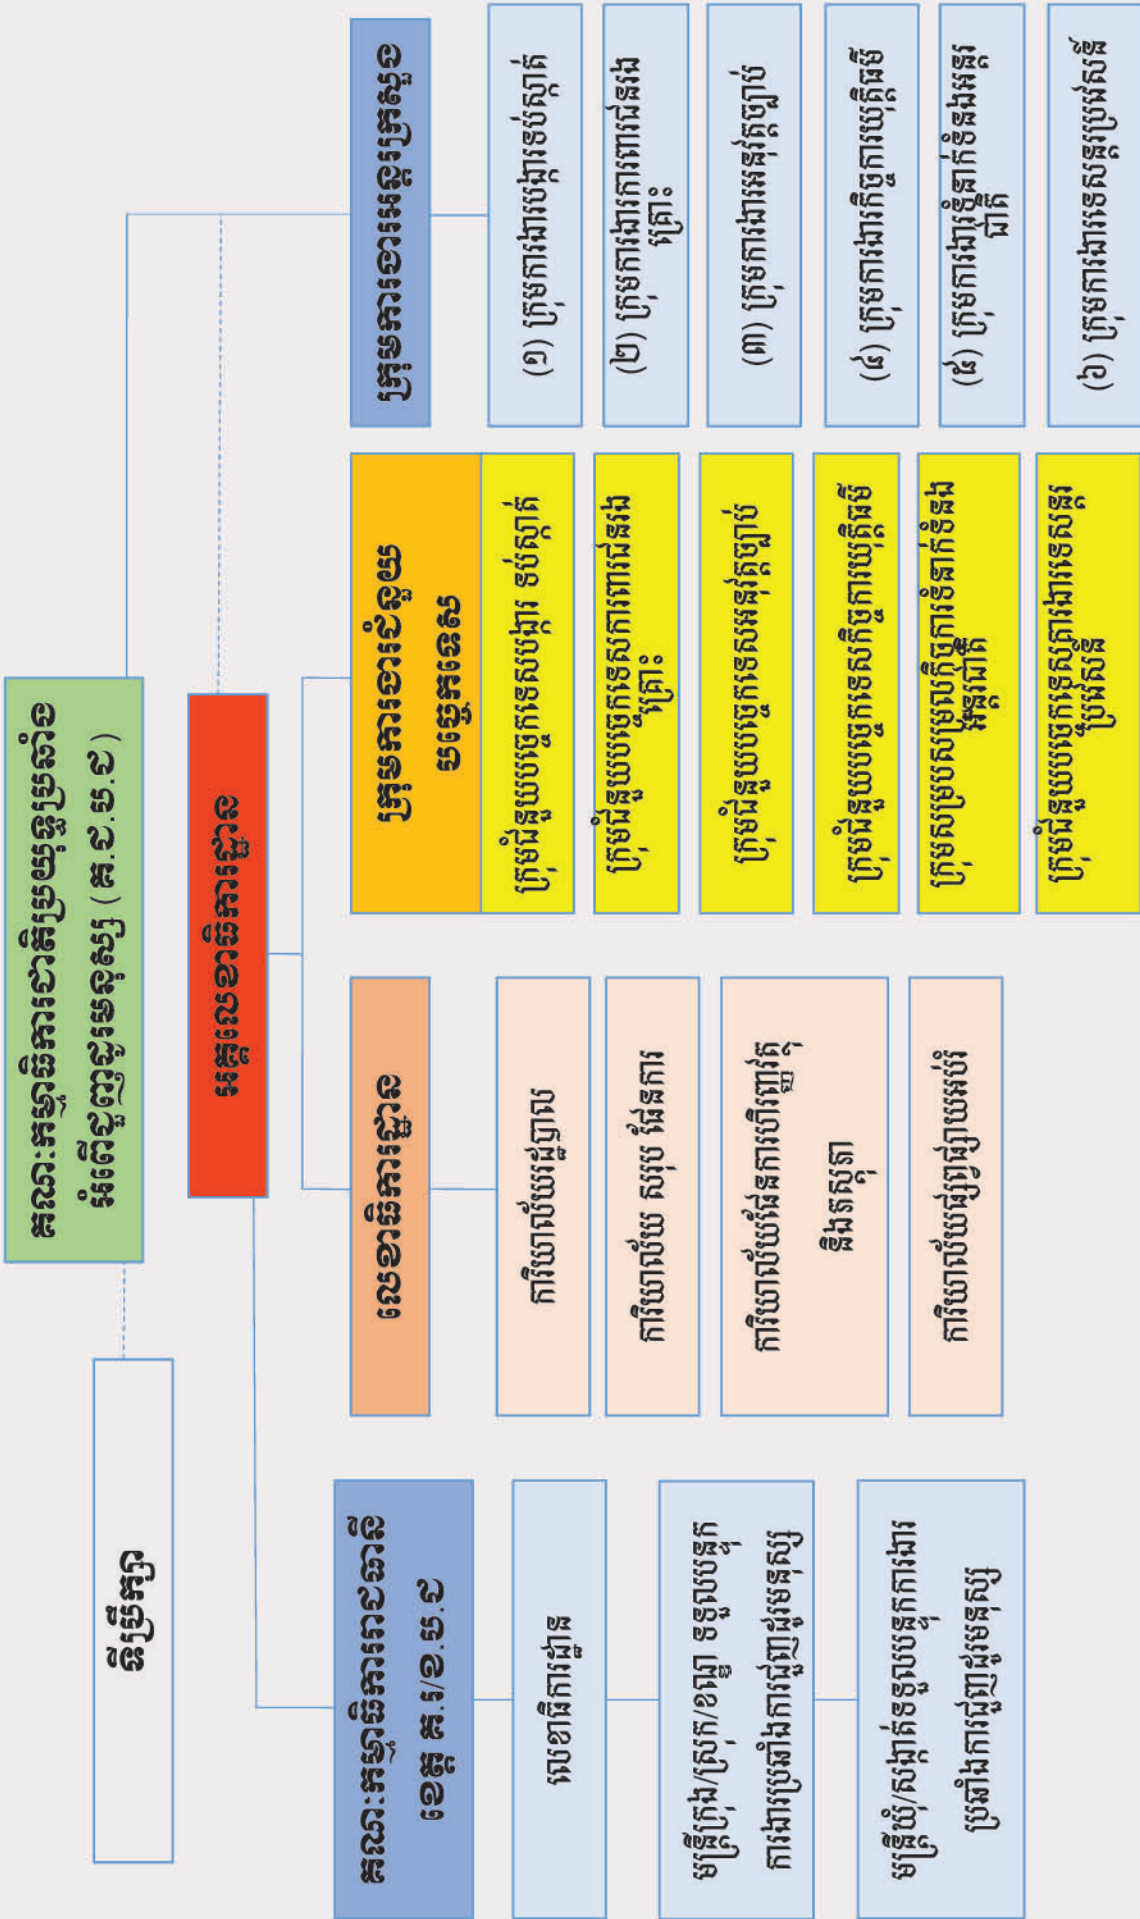 គណៈកម្មាធិការជាតិប្រយុទ្ធប្រឆាំង
អំពើជួញដូរមនុស្ស (គ.ជ.ប.ជ)
នីប្រឹក្សា
អគ្គលេខាធិការដ្ឋាន
គណៈកម្មាធិការរាជធានី
ខេត្ត គ.រ/ខ.ប.ជ
លេខាធិការដ្ឋាន
មន្ត្រីក្រុង/ស្រុក/ខណ្ឌ ទទួលបន្ទុក
ការងារប្រឆាំងការជួញដូរមនុស្ស
មន្ត្រីឃុំ/សង្កាត់ទទួលបន្ទុកការងារ
ប្រឆាំងការជួញដូរមនុស្ស
លេខាធិការដ្ឋាន
ការិយាល័យរដ្ឋបាល
ការិយាល័យ សរុប ផែនការ
ការិយាល័យផែនការហិរញ្ញវត្ថុ
និងវស្សុតា
ការិយាល័យផ្សព្វផ្សាយអប់រំ
ក្រុមការងារជំនួយ
បច្ចេកទេស
ក្រុមជំនួយបច្ចេកទេសបង្ការ ទប់ស្កាត់
ក្រុមជំនួយបច្ចេកទេសការពារជនរង
គ្រោះ
ក្រុមជំនួយបច្ចេកទេសអនុវត្តច្បាប់
ក្រុមជំនួយបច្ចេកទេសកិច្ចការយុត្តិធម៌
ក្រុមសម្របសម្រួលកិច្ចការទំនាក់ទំនង
អន្តរជាតិ
ក្រុមជំនួយបច្ចេកទេសការងារទេសន្តរ
ប្រវេសន៍
ក្រុមការងារអន្តរក្រសួង
(១) ក្រុមការងារបង្ការទប់ស្កាត់
(២) ក្រុមការងារការពារជនរង
គ្រោះ
(៣) ក្រុមការងារអនុវត្តច្បាប់
(៤) ក្រុមការងារកិច្ចការយុត្តិធម៌
(៥) ក្រុមការងារទំនាក់ទំនងអន្តរ
ជាតិ
(៦) ក្រុមការងារទេសន្តរប្រវេសន៍